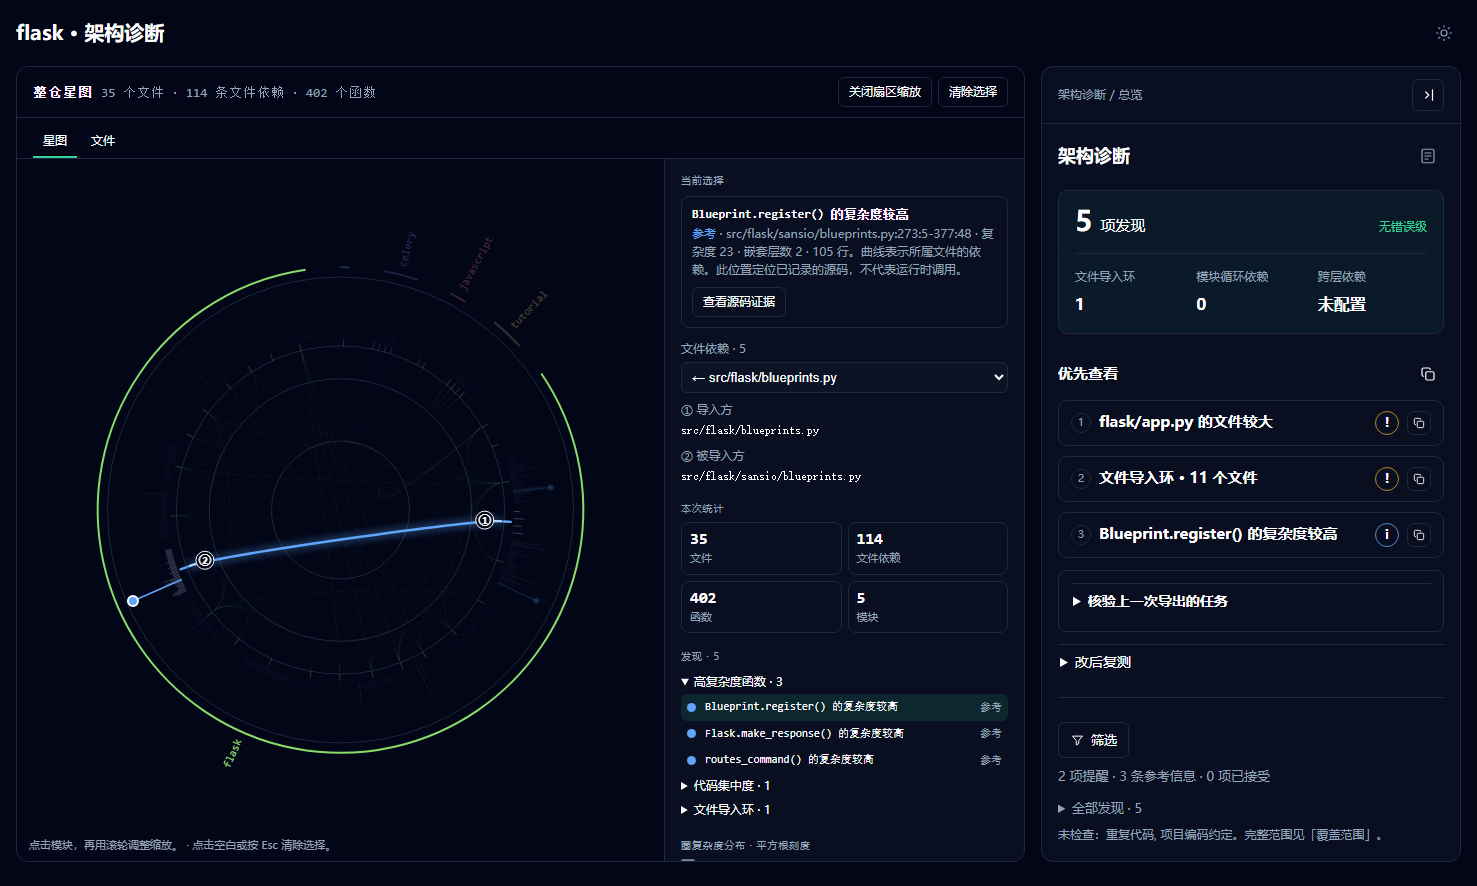 flask • 架构诊断
整仓星图 35 个文件 · 114 条文件依赖 · 402 个函数
关闭扇区缩放
清除选择
星图
文件
celery
javascript
tutorial
flask
①
②
点击模块，再用滚轮调整缩放。 · 点击空白或按 Esc 清除选择。
当前选择
Blueprint.register() 的复杂度较高
参考 · src/flask/sansio/blueprints.py:273:5-377:48 · 复
杂度 23 · 嵌套层数 2 · 105 行。曲线表示所属文件的依
赖。此位置定位已记录的源码，不代表运行时调用。
查看源码证据
文件依赖 · 5
← src/flask/blueprints.py
① 导入方
src/flask/blueprints.py
② 被导入方
src/flask/sansio/blueprints.py
本次统计
35
文件
114
文件依赖
402
函数
5
模块
发现 · 5
▼ 高复杂度函数 · 3
Blueprint.register() 的复杂度较高 参考
Flask.make_response() 的复杂度较高 参考
routes_command() 的复杂度较高 参考
▶ 代码集中度 · 1
▶ 文件导入环 · 1
圈复杂度分布 · 平方根刻度
架构诊断 / 总览
架构诊断
5 项发现
无错误级
文件导入环
1
模块循环依赖
0
跨层依赖
未配置
优先查看
1 flask/app.py 的文件较大 !
2 文件导入环 • 11 个文件 !
3 Blueprint.register() 的复杂度较高 i
▶ 核验上一次导出的任务
▶ 改后复测
筛选
2 项提醒 · 3 条参考信息 · 0 项已接受
▶ 全部发现 · 5
未检查：重复代码, 项目编码约定。完整范围见「覆盖范围」。